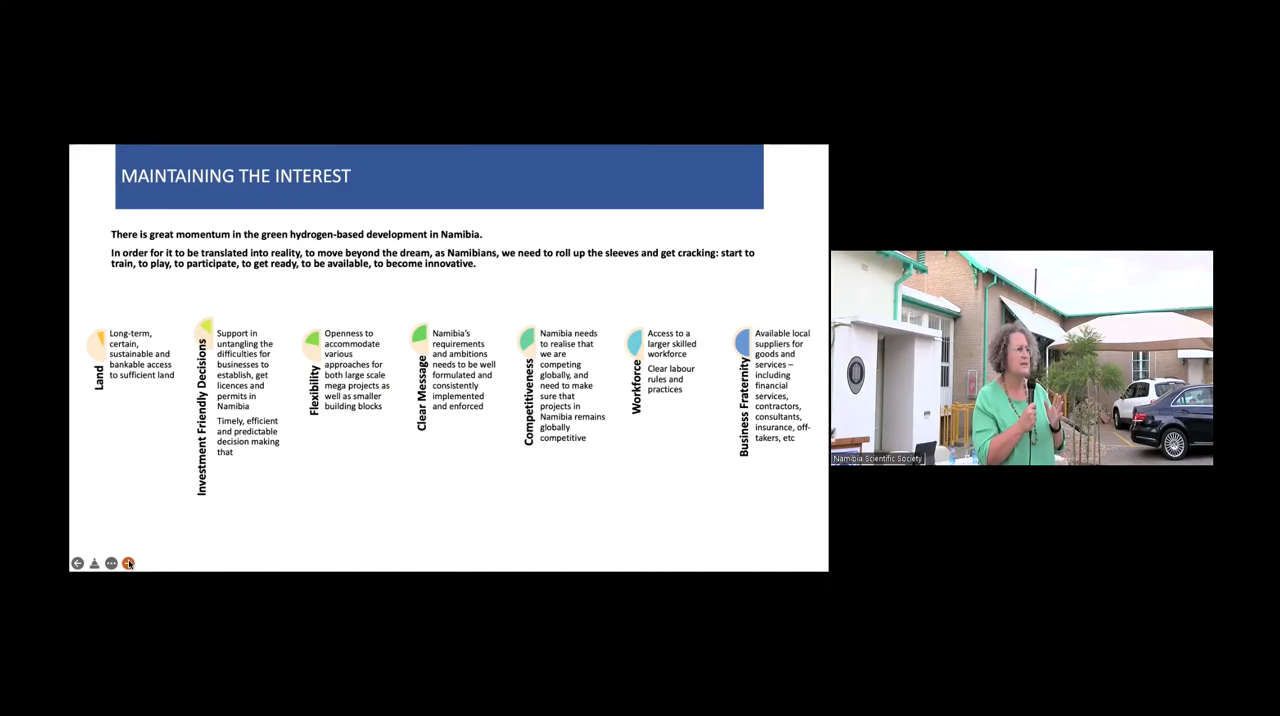 MAINTAINING THE INTEREST
There is great momentum in the green hydrogen-based development in Namibia.
In order for it to be translated into reality, to move beyond the dream, as Namibians, we need to roll up the sleeves and get cracking: start to
train, to play, to participate, to get ready, to be available, to become innovative.
Land
Long-term,
certain,
sustainable and
bankable access
to sufficient land
Investment Friendly Decisions
Support in
untangling the
difficulties for
businesses to
establish, get
licences and
permits in
Namibia
Timely, efficient
and predictable
decision making
that
Flexibility
Openness to
accommodate
various
approaches for
both large scale
mega projects as
well as smaller
building blocks
Clear Message
Namibia's
requirements
and ambitions
needs to be well
formulated and
consistently
implemented
and enforced
Competitiveness
Namibia needs
to realise that
we are
competing
globally, and
need to make
sure that
projects in
Namibia remains
globally
competitive
Workforce
Access to a
larger skilled
workforce
Clear labour
rules and
practices
Business Fraternity
Available local
suppliers for
goods and
services –
including
financial
services,
contractors,
consultants,
insurance, off-
takers, etc
Namibia Scientific Society